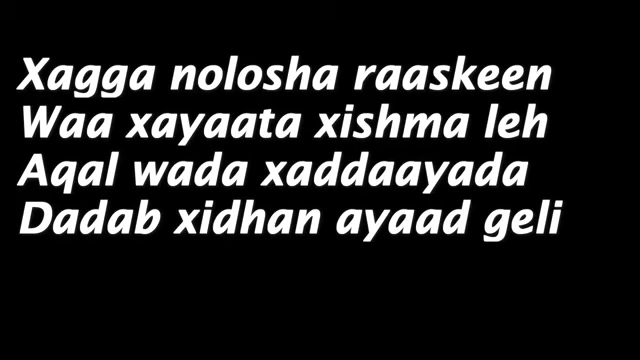 Xagga nolosha raaskeen
Waa xayaata xishma leh
Aqal wada xaddaayada
Dadab xidhan ayaad geli